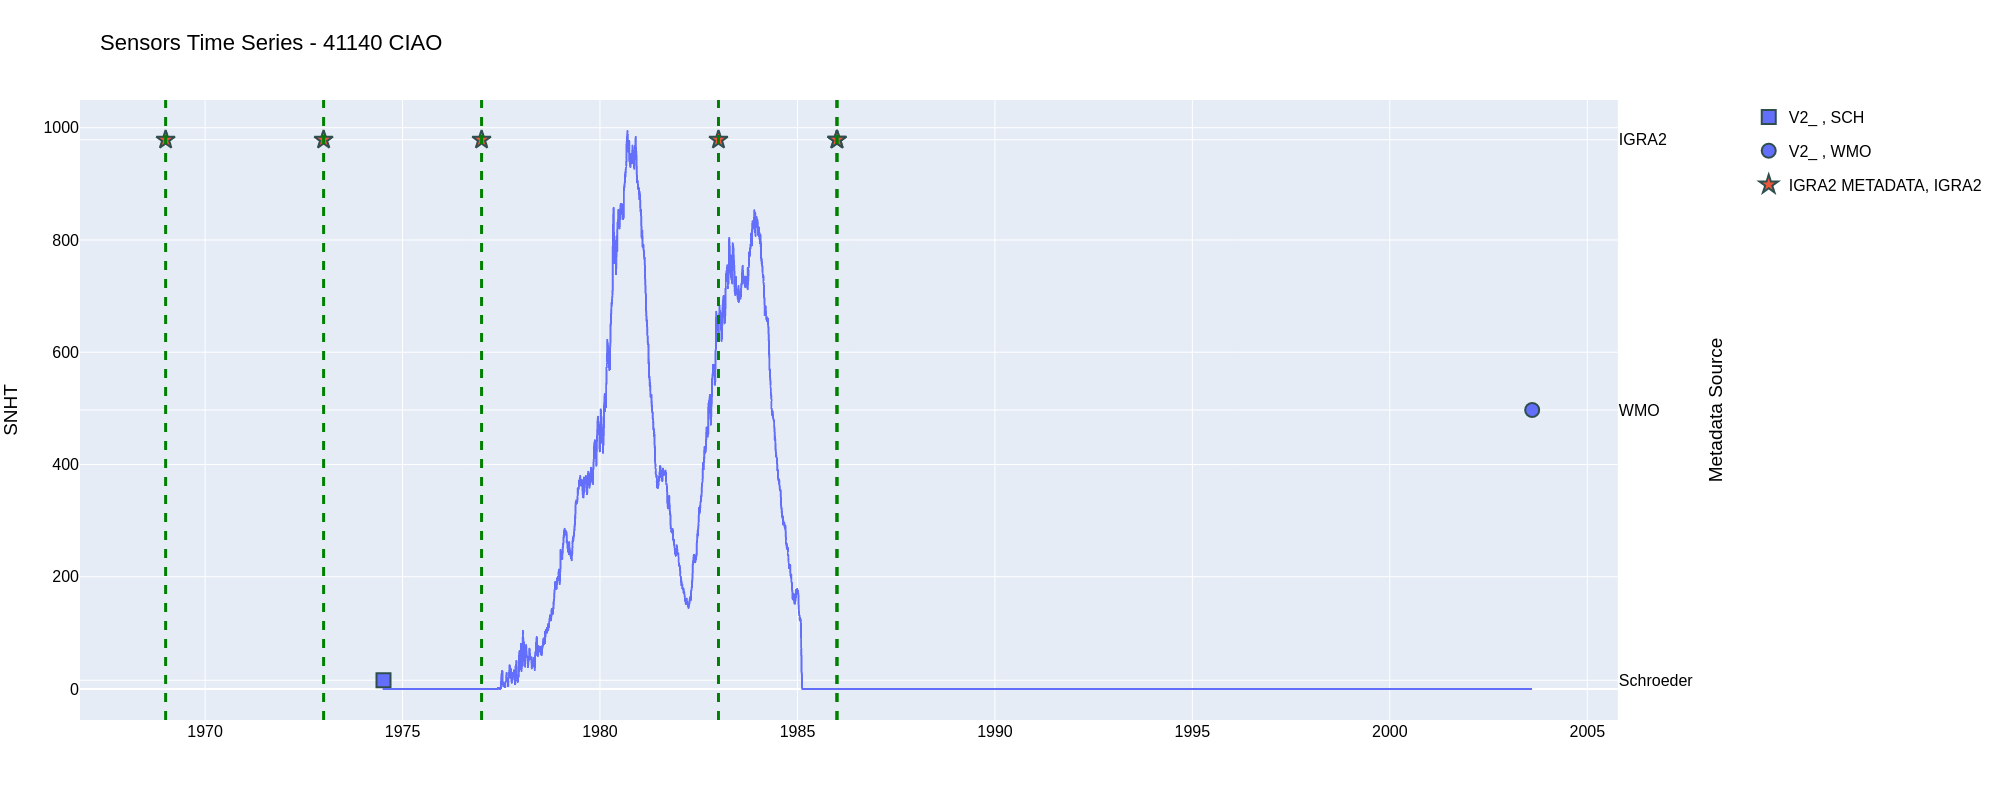 Sensors Time Series - 41140 CIAO
V2_ , SCH
V2_ , WMO
IGRA2 METADATA, IGRA2
SNHT
1000
800
600
400
200
0
IGRA2
WMO
Schroeder
Metadata Source
1970 1975 1980 1985 1990 1995 2000 2005